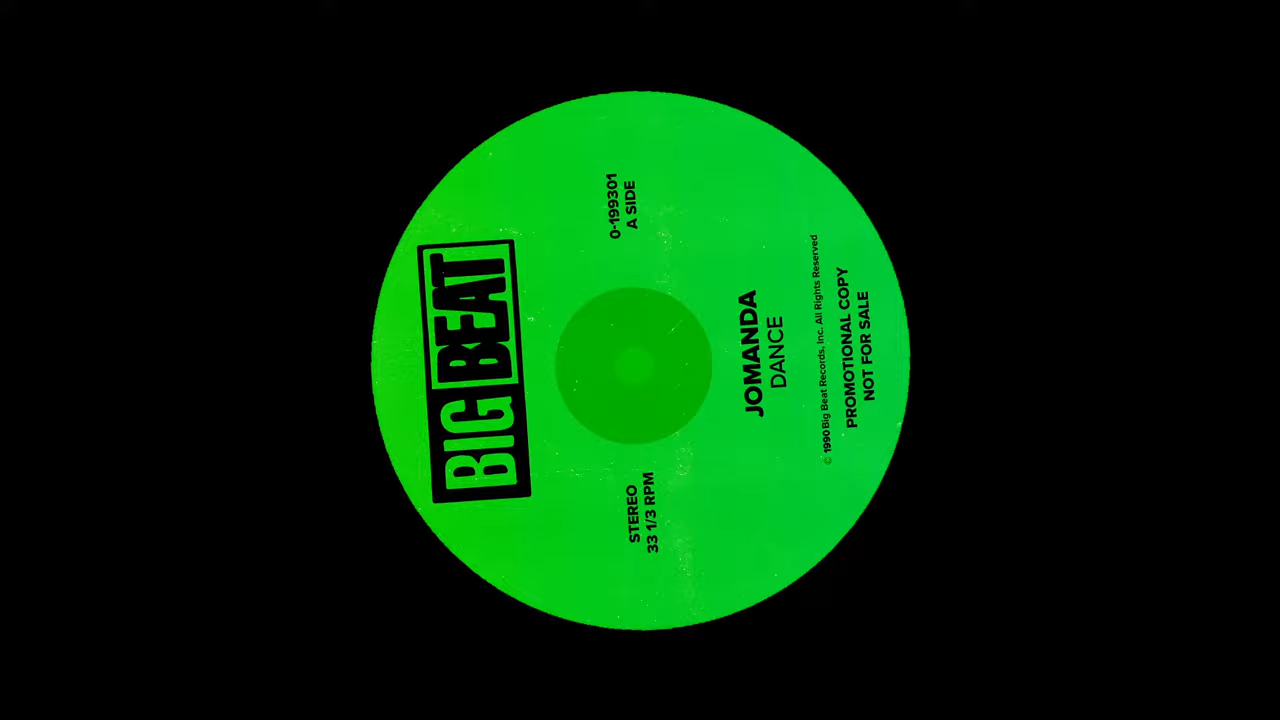 BIG BEAT
STEREO
33 1/3 RPM
0-199301
A SIDE
JOMANDA
DANCE
© 1990 Big Beat Records, Inc. All Rights Reserved
PROMOTIONAL COPY
NOT FOR SALE